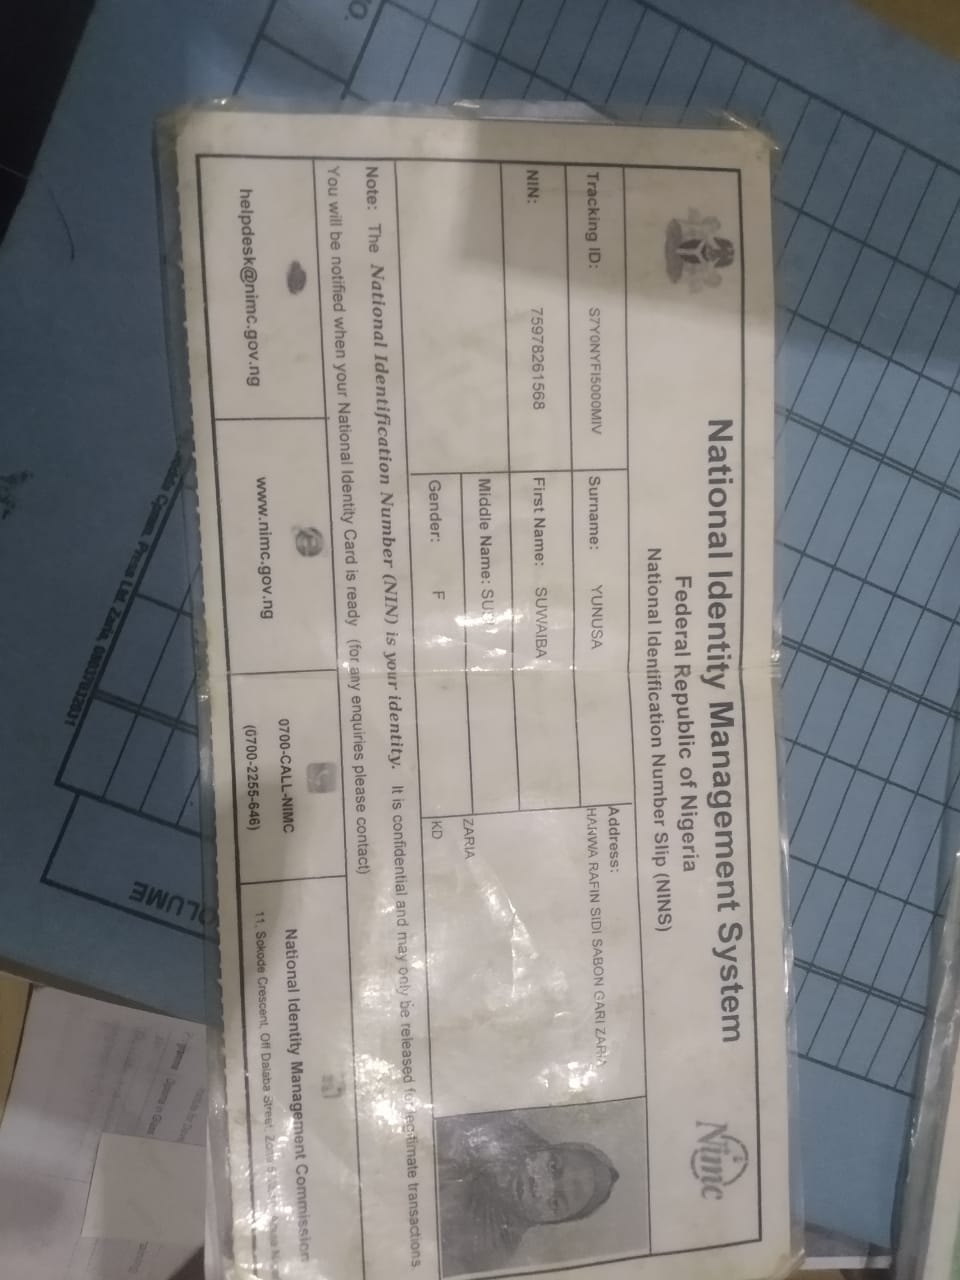 National Identity Management System
Federal Republic of Nigeria
National Identification Number Slip (NINS)
nimc
Tracking ID: S7Y0NYFI5000MIV
Surname: YUNUSA
Address:
HANWA RAFIN SIDI SABON GARI ZARIA
NIN: 75978261568
First Name: SUWAIBA
Middle Name:
ZARIA
Gender: F
KD
Note: The National Identification Number (NIN) is your identity. It is confidential and may only be released for legitimate transactions.
You will be notified when your National Identity Card is ready (for any enquiries please contact)
helpdesk@nimc.gov.ng
www.nimc.gov.ng
0700-CALL-NIMC
(0700-2255-646)
National Identity Management Commission
11, Sokode Crescent, Off Dalaba Street,